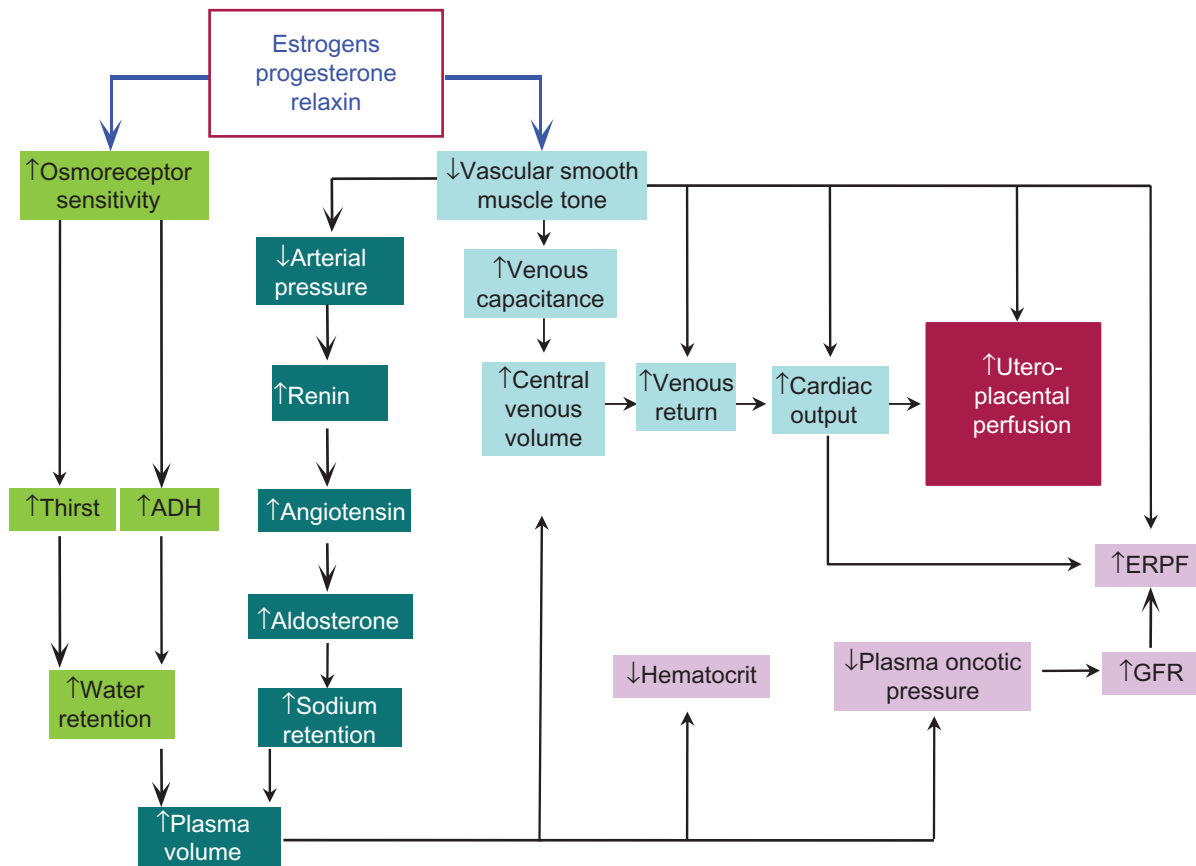 Estrogens
progesterone
relaxin
↑Osmoreceptor
sensitivity
↓Vascular smooth
muscle tone
↓Arterial
pressure
↑Venous
capacitance
↑Renin
↑Central
venous
volume
↑Venous
return
↑Cardiac
output
↑Utero-
placental
perfusion
↑Thirst
↑ADH
↑Angiotensin
↑ERPF
↑Aldosterone
↓Hematocrit
↓Plasma oncotic
pressure
↑GFR
↑Water
retention
↑Sodium
retention
↑Plasma
volume